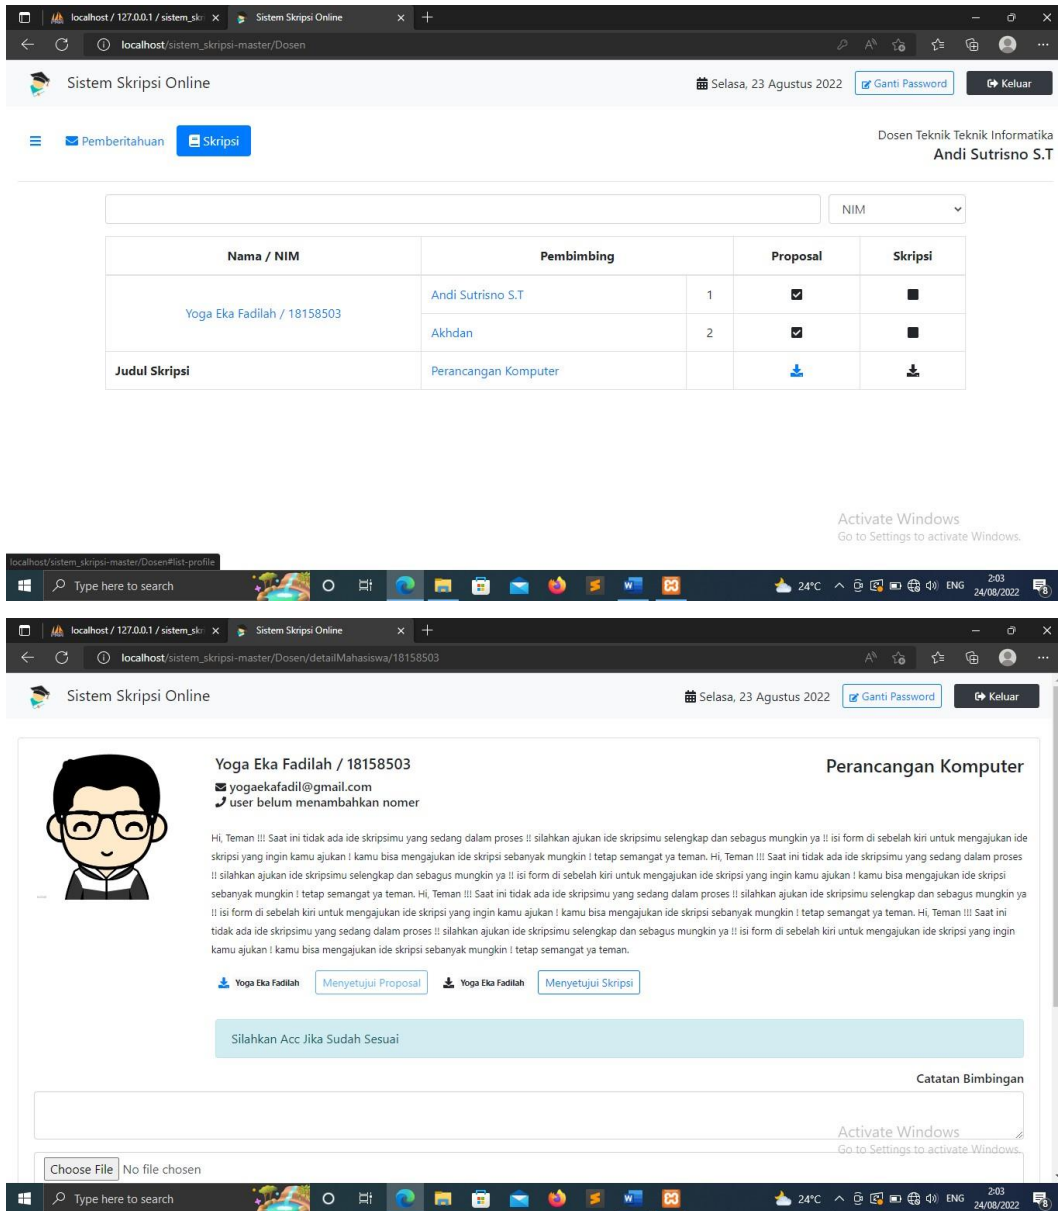 localhost / 127.0.0.1 / sistem_skr
Sistem Skripsi Online
localhost/sistem_skripsi-master/Dosen
Sistem Skripsi Online
Selasa, 23 Agustus 2022
Ganti Password
Keluar
Pemberitahuan
Skripsi
Dosen Teknik Teknik Informatika
Andi Sutrisno S.T
NIM
Nama / NIM Pembimbing Proposal Skripsi
Yoga Eka Fadilah / 18158503
Andi Sutrisno S.T 1
Akhdan 2
Judul Skripsi Perancangan Komputer
Activate Windows
Go to Settings to activate Windows.
localhost/sistem_skripsi-master/Dosen#list-profile
Type here to search
24°C
ENG
2:03
24/08/2022
8
localhost / 127.0.0.1 / sistem_skr
Sistem Skripsi Online
localhost/sistem_skripsi-master/Dosen/detailMahasiswa/18158503
Sistem Skripsi Online
Selasa, 23 Agustus 2022
Ganti Password
Keluar
Yoga Eka Fadilah / 18158503
Perancangan Komputer
yogaekafadil@gmail.com
user belum menambahkan nomer
Hi, Teman !!! Saat ini tidak ada ide skripsimu yang sedang dalam proses !! silahkan ajukan ide skripsimu selengkap dan sebagus mungkin ya !! isi form di sebelah kiri untuk mengajukan ide
skripsi yang ingin kamu ajukan ! kamu bisa mengajukan ide skripsi sebanyak mungkin ! tetap semangat ya teman. Hi, Teman !!! Saat ini tidak ada ide skripsimu yang sedang dalam proses
!! silahkan ajukan ide skripsimu selengkap dan sebagus mungkin ya !! isi form di sebelah kiri untuk mengajukan ide skripsi yang ingin kamu ajukan ! kamu bisa mengajukan ide skripsi
sebanyak mungkin ! tetap semangat ya teman. Hi, Teman !!! Saat ini tidak ada ide skripsimu yang sedang dalam proses !! silahkan ajukan ide skripsimu selengkap dan sebagus mungkin ya
!! isi form di sebelah kiri untuk mengajukan ide skripsi yang ingin kamu ajukan ! kamu bisa mengajukan ide skripsi sebanyak mungkin ! tetap semangat ya teman. Hi, Teman !!! Saat ini
tidak ada ide skripsimu yang sedang dalam proses !! silahkan ajukan ide skripsimu selengkap dan sebagus mungkin ya !! isi form di sebelah kiri untuk mengajukan ide skripsi yang ingin
kamu ajukan ! kamu bisa mengajukan ide skripsi sebanyak mungkin ! tetap semangat ya teman.
Yoga Eka Fadilah
Menyetujui Proposal
Yoga Eka Fadilah
Menyetujui Skripsi
Silahkan Acc Jika Sudah Sesuai
Catatan Bimbingan
Activate Windows
Go to Settings to activate Windows.
Choose File No file chosen
Type here to search
24°C
ENG
2:03
24/08/2022
8